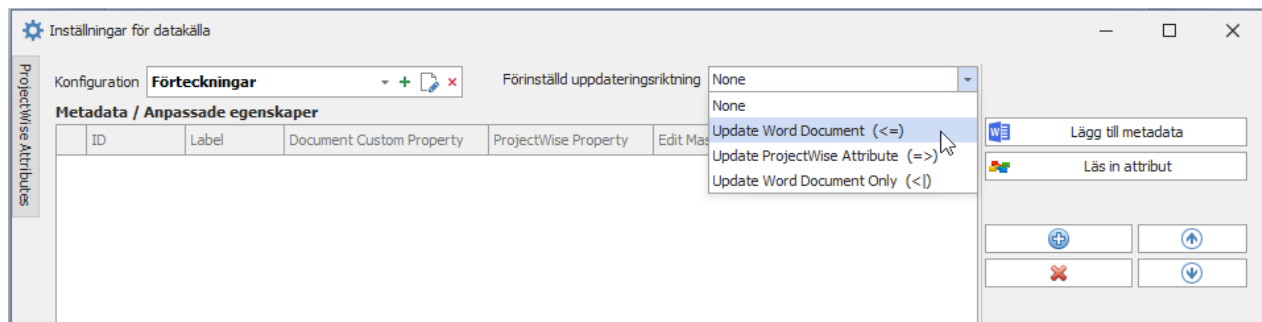 Inställningar för datakälla
ProjectWise Attributes
Konfiguration Förteckningar Förinställd uppdateringsriktning None
Metadata / Anpassade egenskaper
ID Label Document Custom Property ProjectWise Property Edit Mas
None
Update Word Document (<=)
Update ProjectWise Attribute (=>)
Update Word Document Only (<|)
Lägg till metadata
Läs in attribut